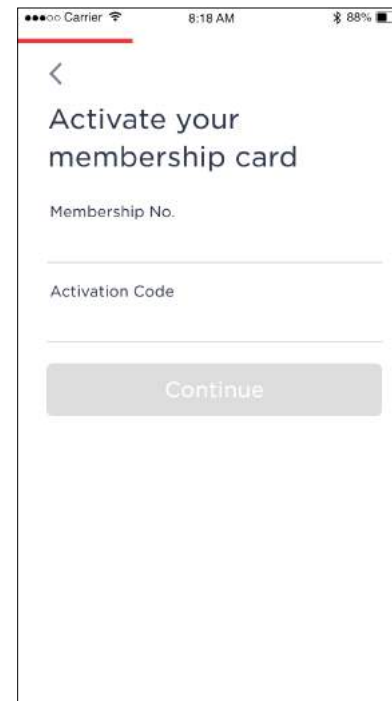 Carrier 8:18 AM 88%
Activate your
membership card
Membership No.
Activation Code
Continue